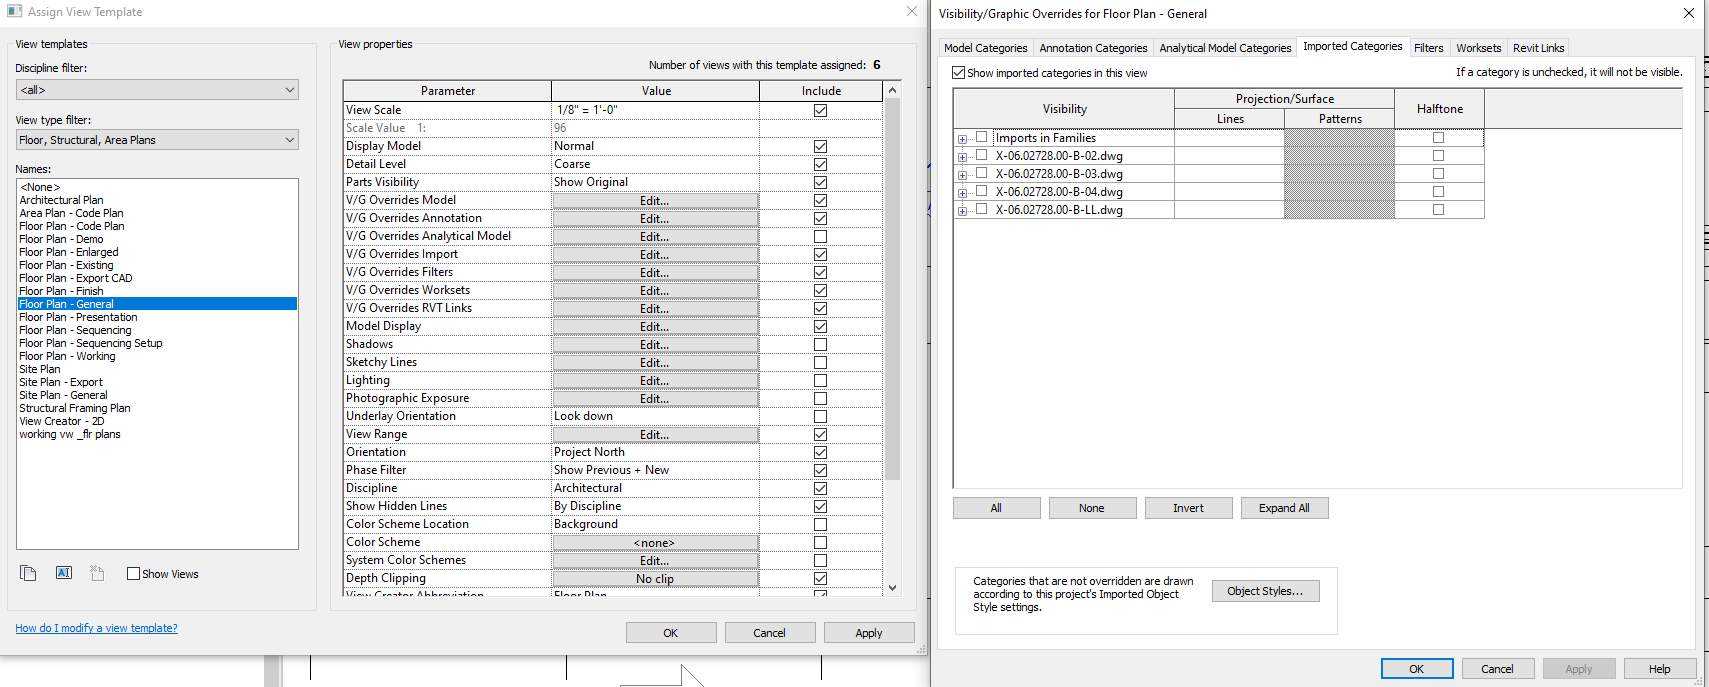 Assign View Template
View templates
Discipline filter:
<all>
View type filter:
Floor, Structural, Area Plans
Names:
<None>
Architectural Plan
Area Plan - Code Plan
Floor Plan - Code Plan
Floor Plan - Demo
Floor Plan - Enlarged
Floor Plan - Existing
Floor Plan - Export CAD
Floor Plan - Finish
Floor Plan - General
Floor Plan - Presentation
Floor Plan - Sequencing
Floor Plan - Sequencing Setup
Floor Plan - Working
Site Plan
Site Plan - Export
Site Plan - General
Structural Framing Plan
View Creator - 2D
working vw _flr plans
Show Views
How do I modify a view template?
View properties
Number of views with this template assigned: 6
Parameter Value Include
View Scale 1/8" = 1'-0"
Scale Value 1: 96
Display Model Normal
Detail Level Coarse
Parts Visibility Show Original
V/G Overrides Model Edit...
V/G Overrides Annotation Edit...
V/G Overrides Analytical Model Edit...
V/G Overrides Import Edit...
V/G Overrides Filters Edit...
V/G Overrides Worksets Edit...
V/G Overrides RVT Links Edit...
Model Display Edit...
Shadows Edit...
Sketchy Lines Edit...
Lighting Edit...
Photographic Exposure Edit...
Underlay Orientation Look down
View Range Edit...
Orientation Project North
Phase Filter Show Previous + New
Discipline Architectural
Show Hidden Lines By Discipline
Color Scheme Location Background
Color Scheme <none>
System Color Schemes Edit...
Depth Clipping No clip
View Creator Abbreviation Floor Plan
OK Cancel Apply
Visibility/Graphic Overrides for Floor Plan - General
Model Categories Annotation Categories Analytical Model Categories Imported Categories Filters Worksets Revit Links
Show imported categories in this view If a category is unchecked, it will not be visible.
Visibility Projection/Surface Halftone
Lines Patterns
Imports in Families
X-06.02728.00-B-02.dwg
X-06.02728.00-B-03.dwg
X-06.02728.00-B-04.dwg
X-06.02728.00-B-LL.dwg
All None Invert Expand All
Categories that are not overridden are drawn
according to this project's Imported Object
Style settings.
Object Styles...
OK Cancel Apply Help